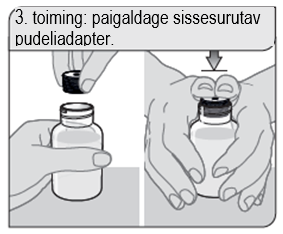 3. toiming: paigaldage sissesurutav
pudeliadapter.